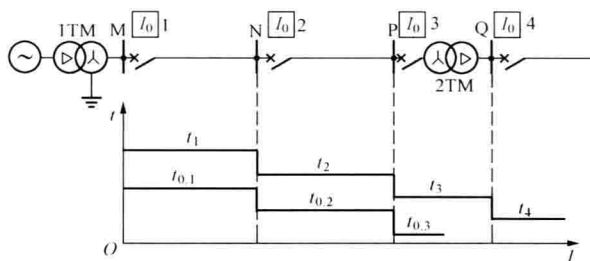 1TM M I₀ 1 N I₀ 2 P I₀ 3 Q I₀ 4
~
2TM
t
t₁
t₂
t₃
t₄
t₀.₁
t₀.₂
t₀.₃
O
l